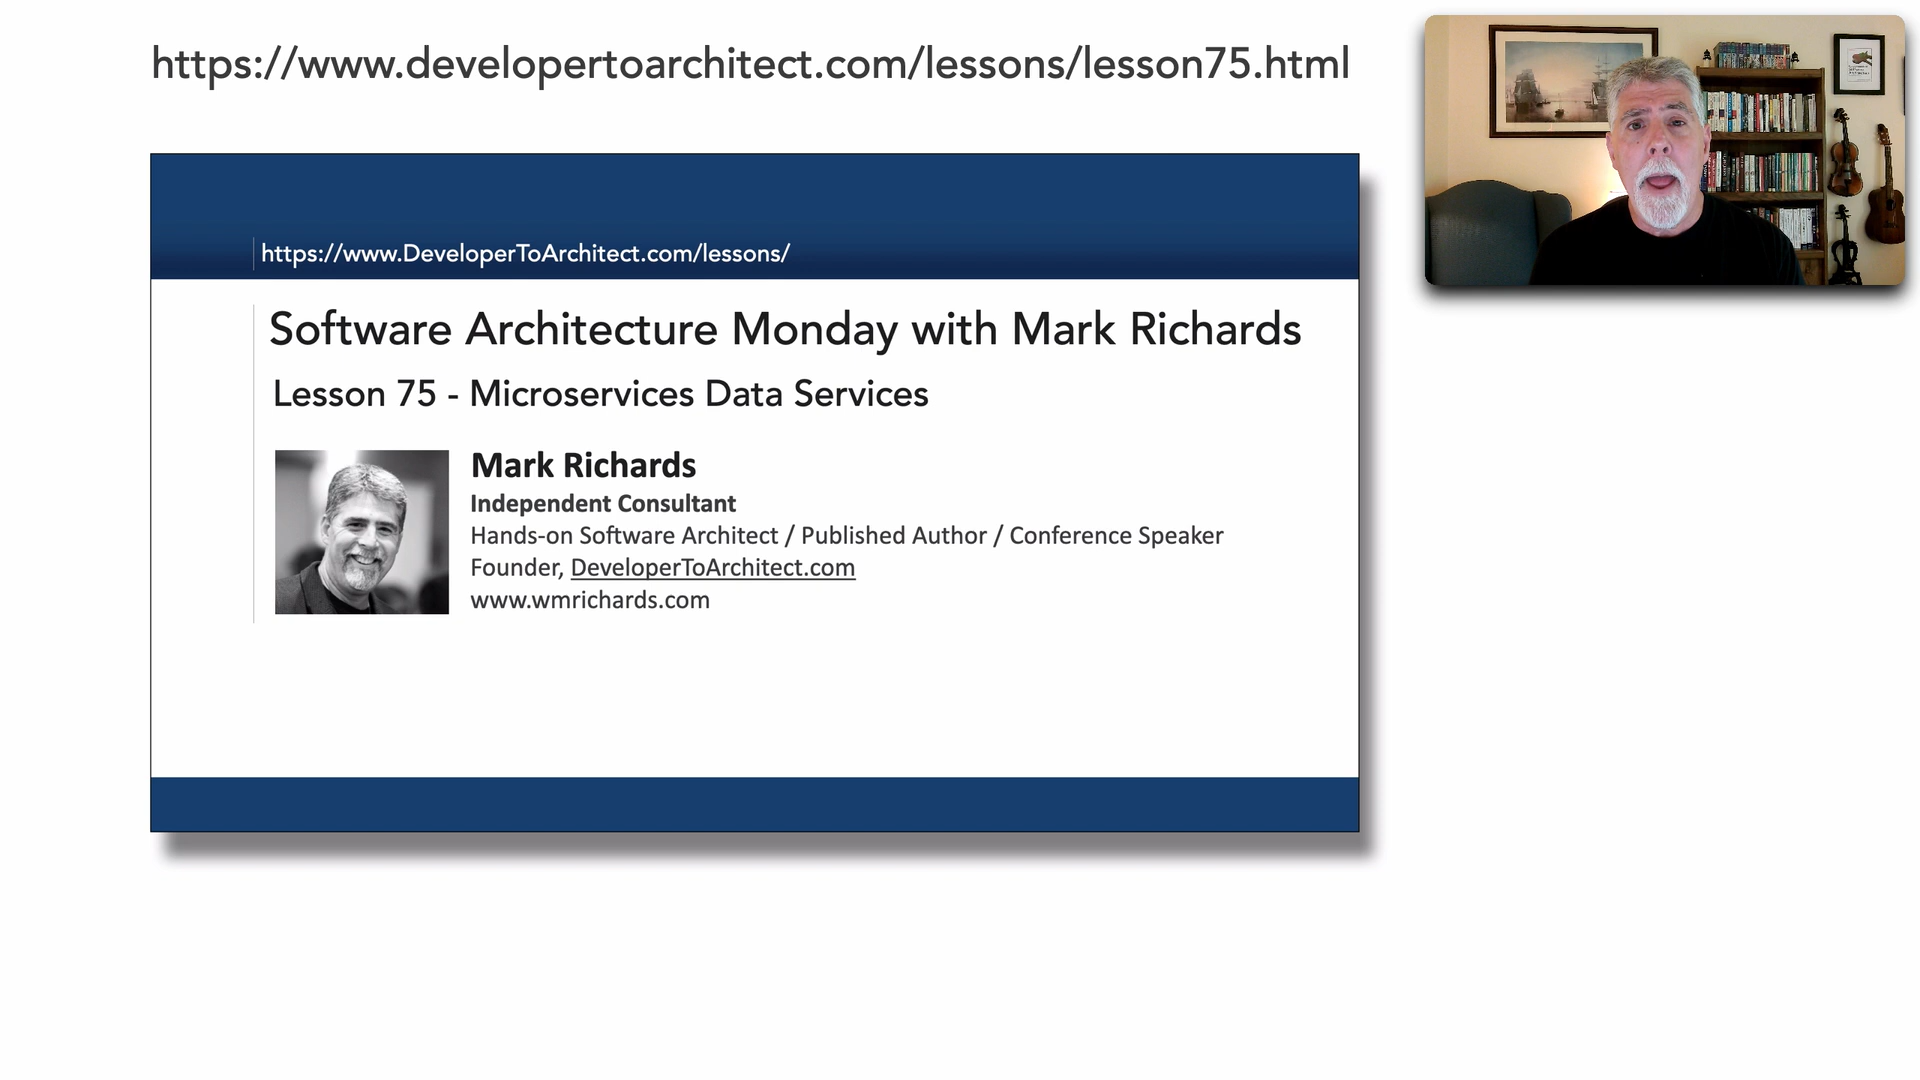 https://www.developertoarchitect.com/lessons/lesson75.html
https://www.DeveloperToArchitect.com/lessons/
Software Architecture Monday with Mark Richards
Lesson 75 - Microservices Data Services
Mark Richards
Independent Consultant
Hands-on Software Architect / Published Author / Conference Speaker
Founder, DeveloperToArchitect.com
www.wmrichards.com